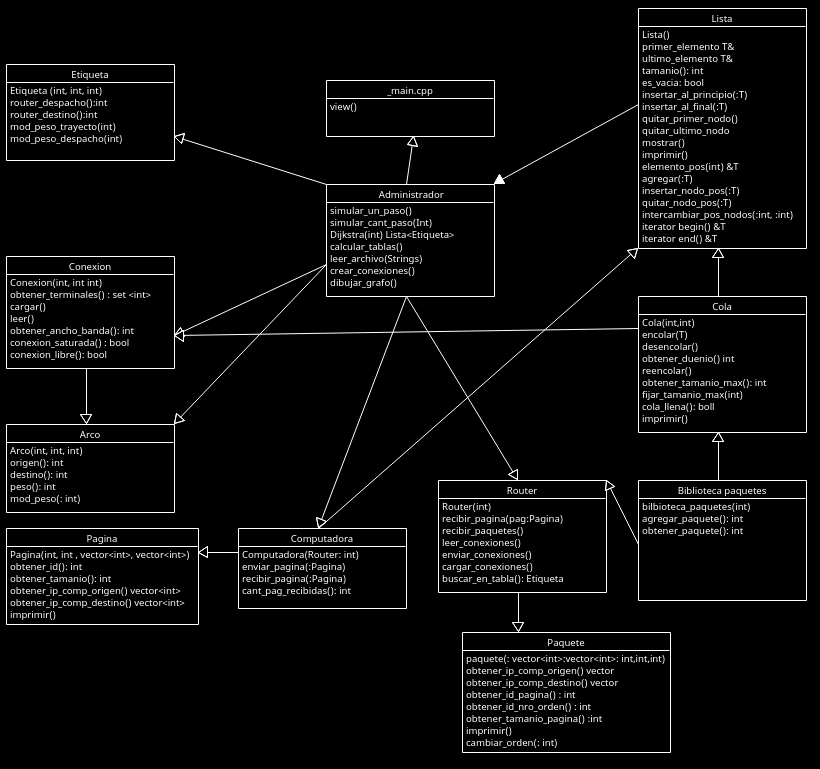 Lista
Lista()
primer_elemento T&
ultimo_elemento T&
tamanio(): int
es_vacia: bool
insertar_al_principio(:T)
insertar_al_final(:T)
quitar_primer_nodo()
quitar_ultimo_nodo
mostrar()
imprimir()
elemento_pos(int) &T
agregar(:T)
insertar_nodo_pos(:T)
quitar_nodo_pos(:T)
intercambiar_pos_nodos(:int, :int)
iterator begin() &T
iterator end() &T
Etiqueta
Etiqueta (int, int, int)
router_despacho():int
router_destino():int
mod_peso_trayecto(int)
mod_peso_despacho(int)
_main.cpp
view()
Administrador
simular_un_paso()
simular_cant_paso(Int)
Dijkstra(int) Lista<Etiqueta>
calcular_tablas()
leer_archivo(Strings)
crear_conexiones()
dibujar_grafo()
Conexion
Conexion(int, int int)
obtener_terminales() : set <int>
cargar()
leer()
obtener_ancho_banda(): int
conexion_saturada() : bool
conexion_libre(): bool
Cola
Cola(int,int)
encolar(T)
desencolar()
obtener_duenio() int
reencolar()
obtener_tamanio_max(): int
fijar_tamanio_max(int)
cola_llena(): boll
imprimir()
Arco
Arco(int, int, int)
origen(): int
destino(): int
peso(): int
mod_peso(: int)
Router
Router(int)
recibir_pagina(pag:Pagina)
recibir_paquetes()
leer_conexiones()
enviar_conexiones()
cargar_conexiones()
buscar_en_tabla(): Etiqueta
Biblioteca paquetes
bilbioteca_paquetes(int)
agregar_paquete(): int
obtener_paquete(): int
Pagina
Pagina(int, int , vector<int>, vector<int>)
obtener_id(): int
obtener_tamanio(): int
obtener_ip_comp_origen() vector<int>
obtener_ip_comp_destino() vector<int>
imprimir()
Computadora
Computadora(Router: int)
enviar_pagina(:Pagina)
recibir_pagina(:Pagina)
cant_pag_recibidas(): int
Paquete
paquete(: vector<int>:vector<int>: int,int,int)
obtener_ip_comp_origen() vector
obtener_ip_comp_destino() vector
obtener_id_pagina() : int
obtener_id_nro_orden() : int
obtener_tamanio_pagina() :int
imprimir()
cambiar_orden(: int)